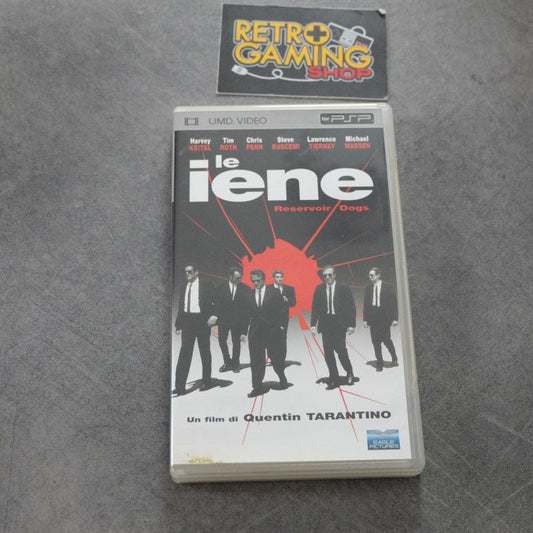 RETRO
GAMING
SHOP
UMD VIDEO for PSP
Harvey KEITEL Tim ROTH Chris PENN Steve BUSCEMI Lawrence TIERNEY Michael MADSEN
le
iene
Reservoir Dogs
Un film di Quentin TARANTINO
EAGLE
PICTURES